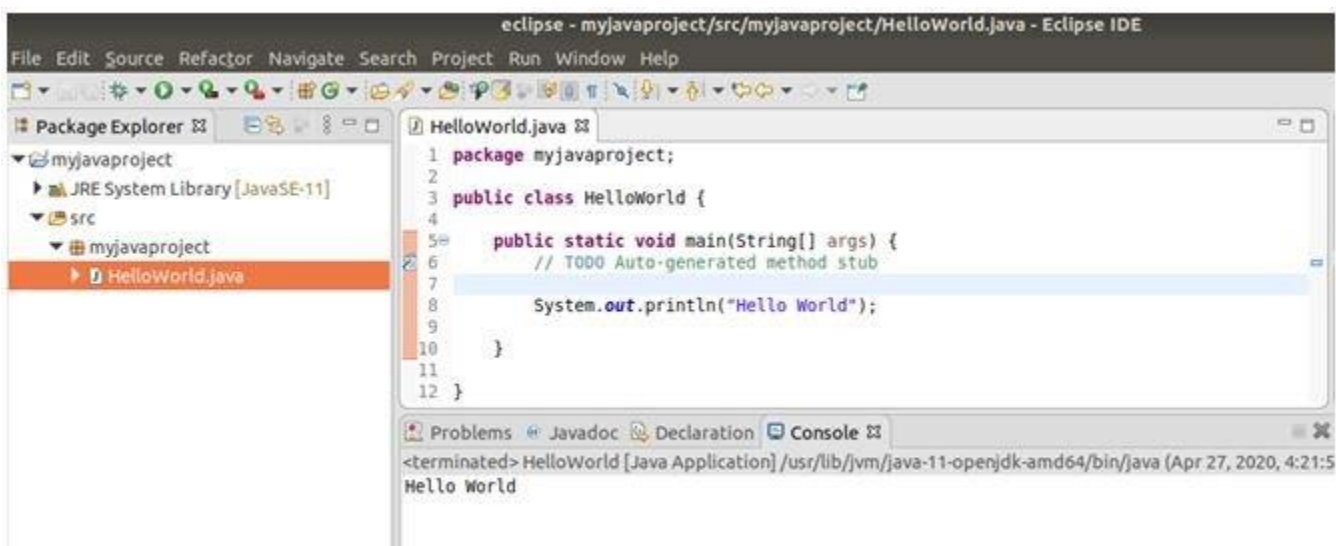 eclipse - myjavaproject/src/myjavaproject/HelloWorld.java - Eclipse IDE
File Edit Source Refactor Navigate Search Project Run Window Help
Package Explorer
myjavaproject
JRE System Library [JavaSE-11]
src
myjavaproject
HelloWorld.java
HelloWorld.java
1 package myjavaproject;
2
3 public class HelloWorld {
4
5 public static void main(String[] args) {
6 // TODO Auto-generated method stub
7
8 System.out.println("Hello World");
9
10 }
11
12 }
Problems Javadoc Declaration Console
<terminated> HelloWorld [Java Application] /usr/lib/jvm/java-11-openjdk-amd64/bin/java (Apr 27, 2020, 4:21:5
Hello World